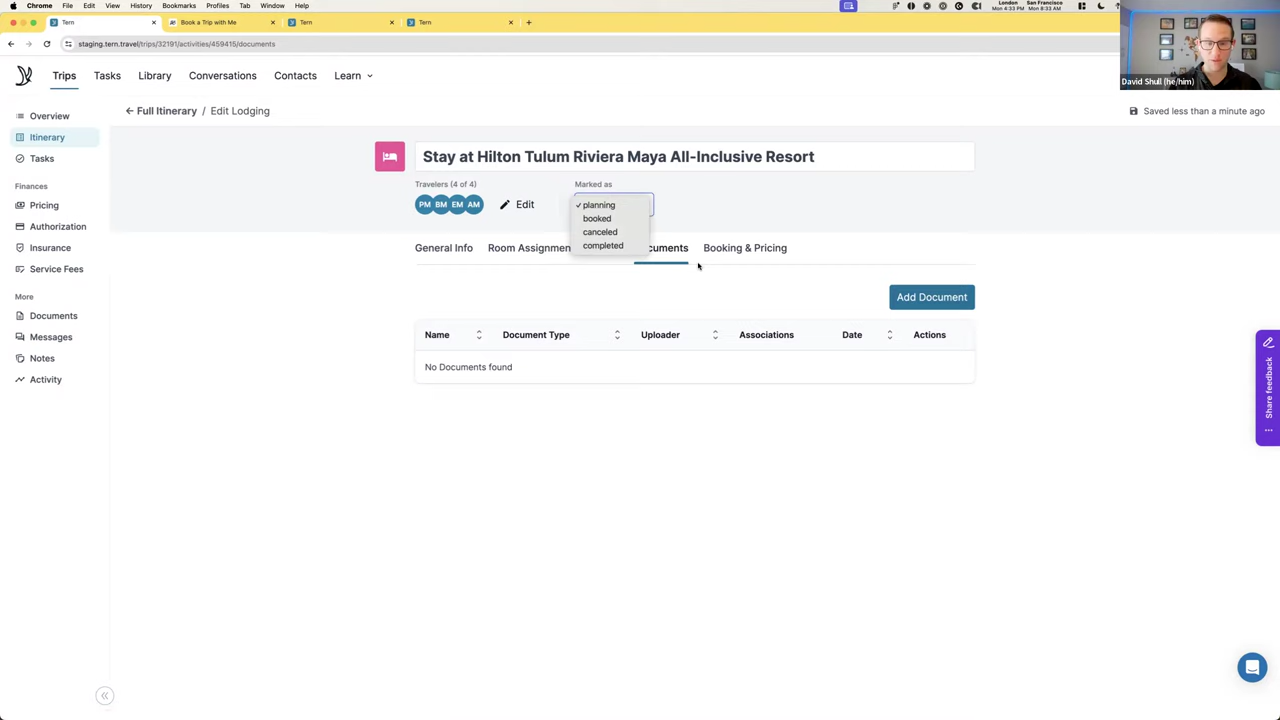 Chrome File Edit View History Bookmarks Profiles Tab Window Help
London San Francisco
Mon 4:33 PM Mon 8:33 AM
Tern Book a Trip with Me Tern Tern
staging.tern.travel/trips/32191/activities/459415/documents
David Shull (he/him)
Trips Tasks Library Conversations Contacts Learn
Overview
Itinerary
Tasks
Finances
Pricing
Authorization
Insurance
Service Fees
More
Documents
Messages
Notes
Activity
Full Itinerary / Edit Lodging
Saved less than a minute ago
Stay at Hilton Tulum Riviera Maya All-Inclusive Resort
Travelers (4 of 4) Marked as
PM BM EM AM Edit
planning
booked
canceled
completed
General Info Room Assignmen cuments Booking & Pricing
Add Document
Name Document Type Uploader Associations Date Actions
No Documents found
Share feedback